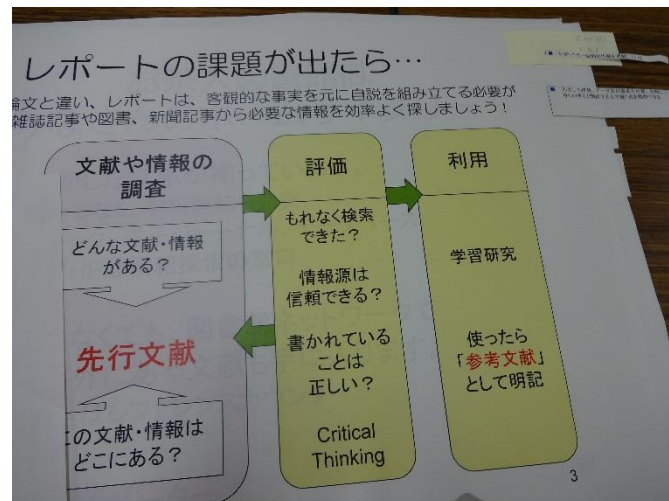 レポートの課題が出たら…
論文と違い、レポートは、客観的な事実を元に自説を組み立てる必要が
雑誌記事や図書、新聞記事から必要な情報を効率よく探しましょう！
文献や情報の
調査
どんな文献・情報
がある？
先行文献
の文献・情報は
どこにある？
評価
もれなく検索
できた？
情報源は
信頼できる？
書かれている
ことは
正しい？
Critical
Thinking
利用
学習研究
使ったら
「参考文献」
として明記
3